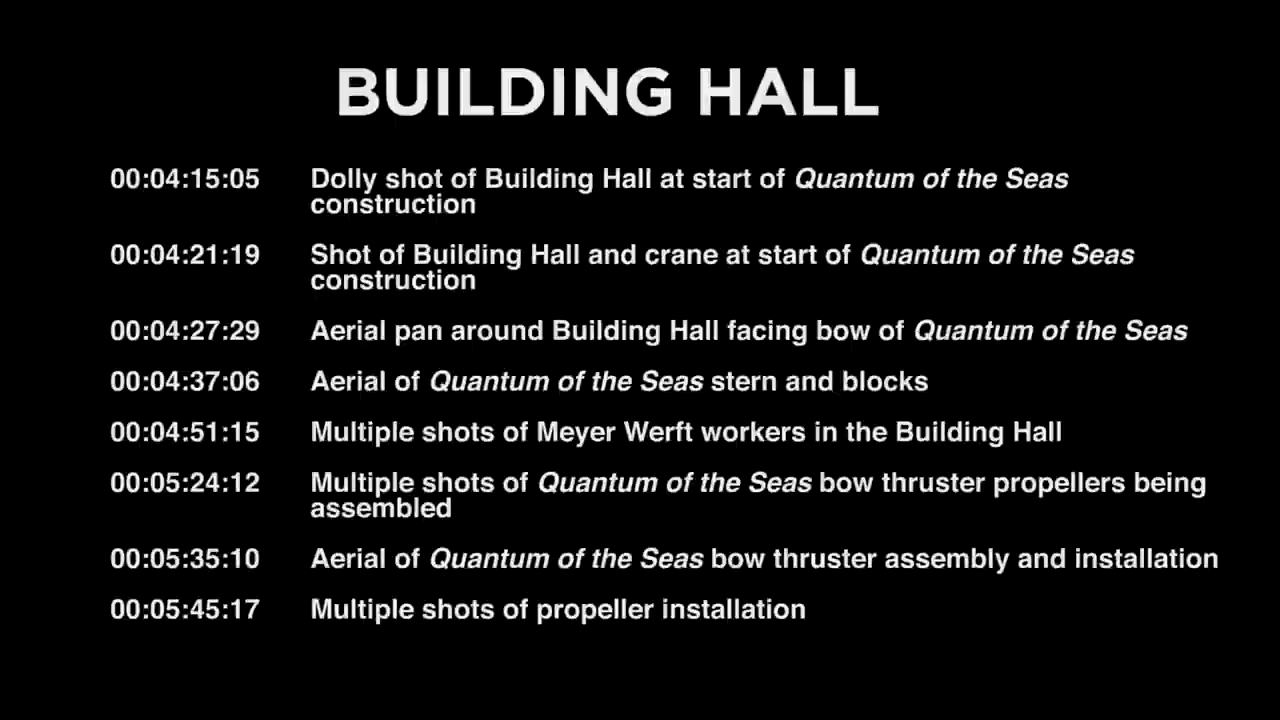 BUILDING HALL
00:04:15:05 Dolly shot of Building Hall at start of Quantum of the Seas
construction
00:04:21:19 Shot of Building Hall and crane at start of Quantum of the Seas
construction
00:04:27:29 Aerial pan around Building Hall facing bow of Quantum of the Seas
00:04:37:06 Aerial of Quantum of the Seas stern and blocks
00:04:51:15 Multiple shots of Meyer Werft workers in the Building Hall
00:05:24:12 Multiple shots of Quantum of the Seas bow thruster propellers being
assembled
00:05:35:10 Aerial of Quantum of the Seas bow thruster assembly and installation
00:05:45:17 Multiple shots of propeller installation